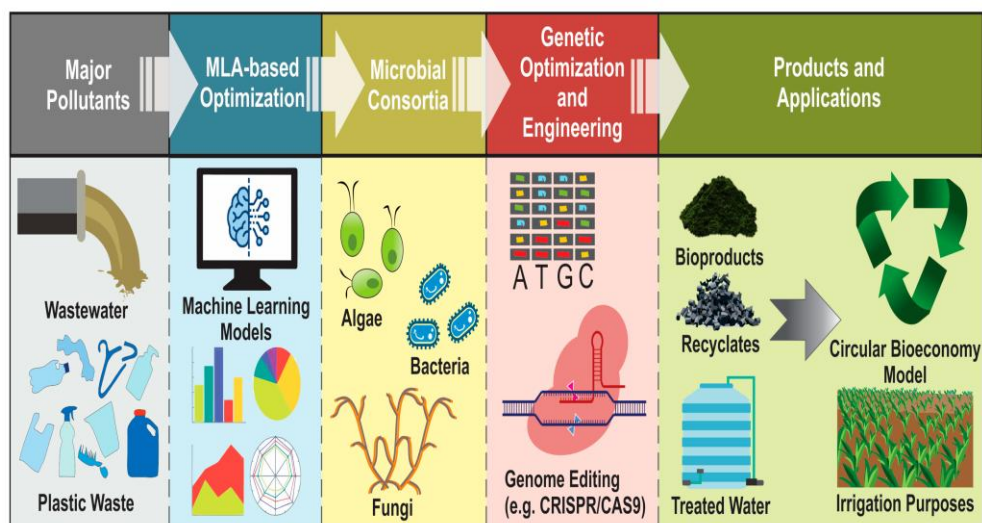 Major
Pollutants
MLA-based
Optimization
Microbial
Consortia
Genetic
Optimization
and
Engineering
Products and
Applications
Wastewater
Plastic Waste
Machine Learning
Models
Algae
Bacteria
Fungi
A T G C
Genome Editing
(e.g. CRISPR/CAS9)
Bioproducts
Recyclates
Treated Water
Circular Bioeconomy
Model
Irrigation Purposes